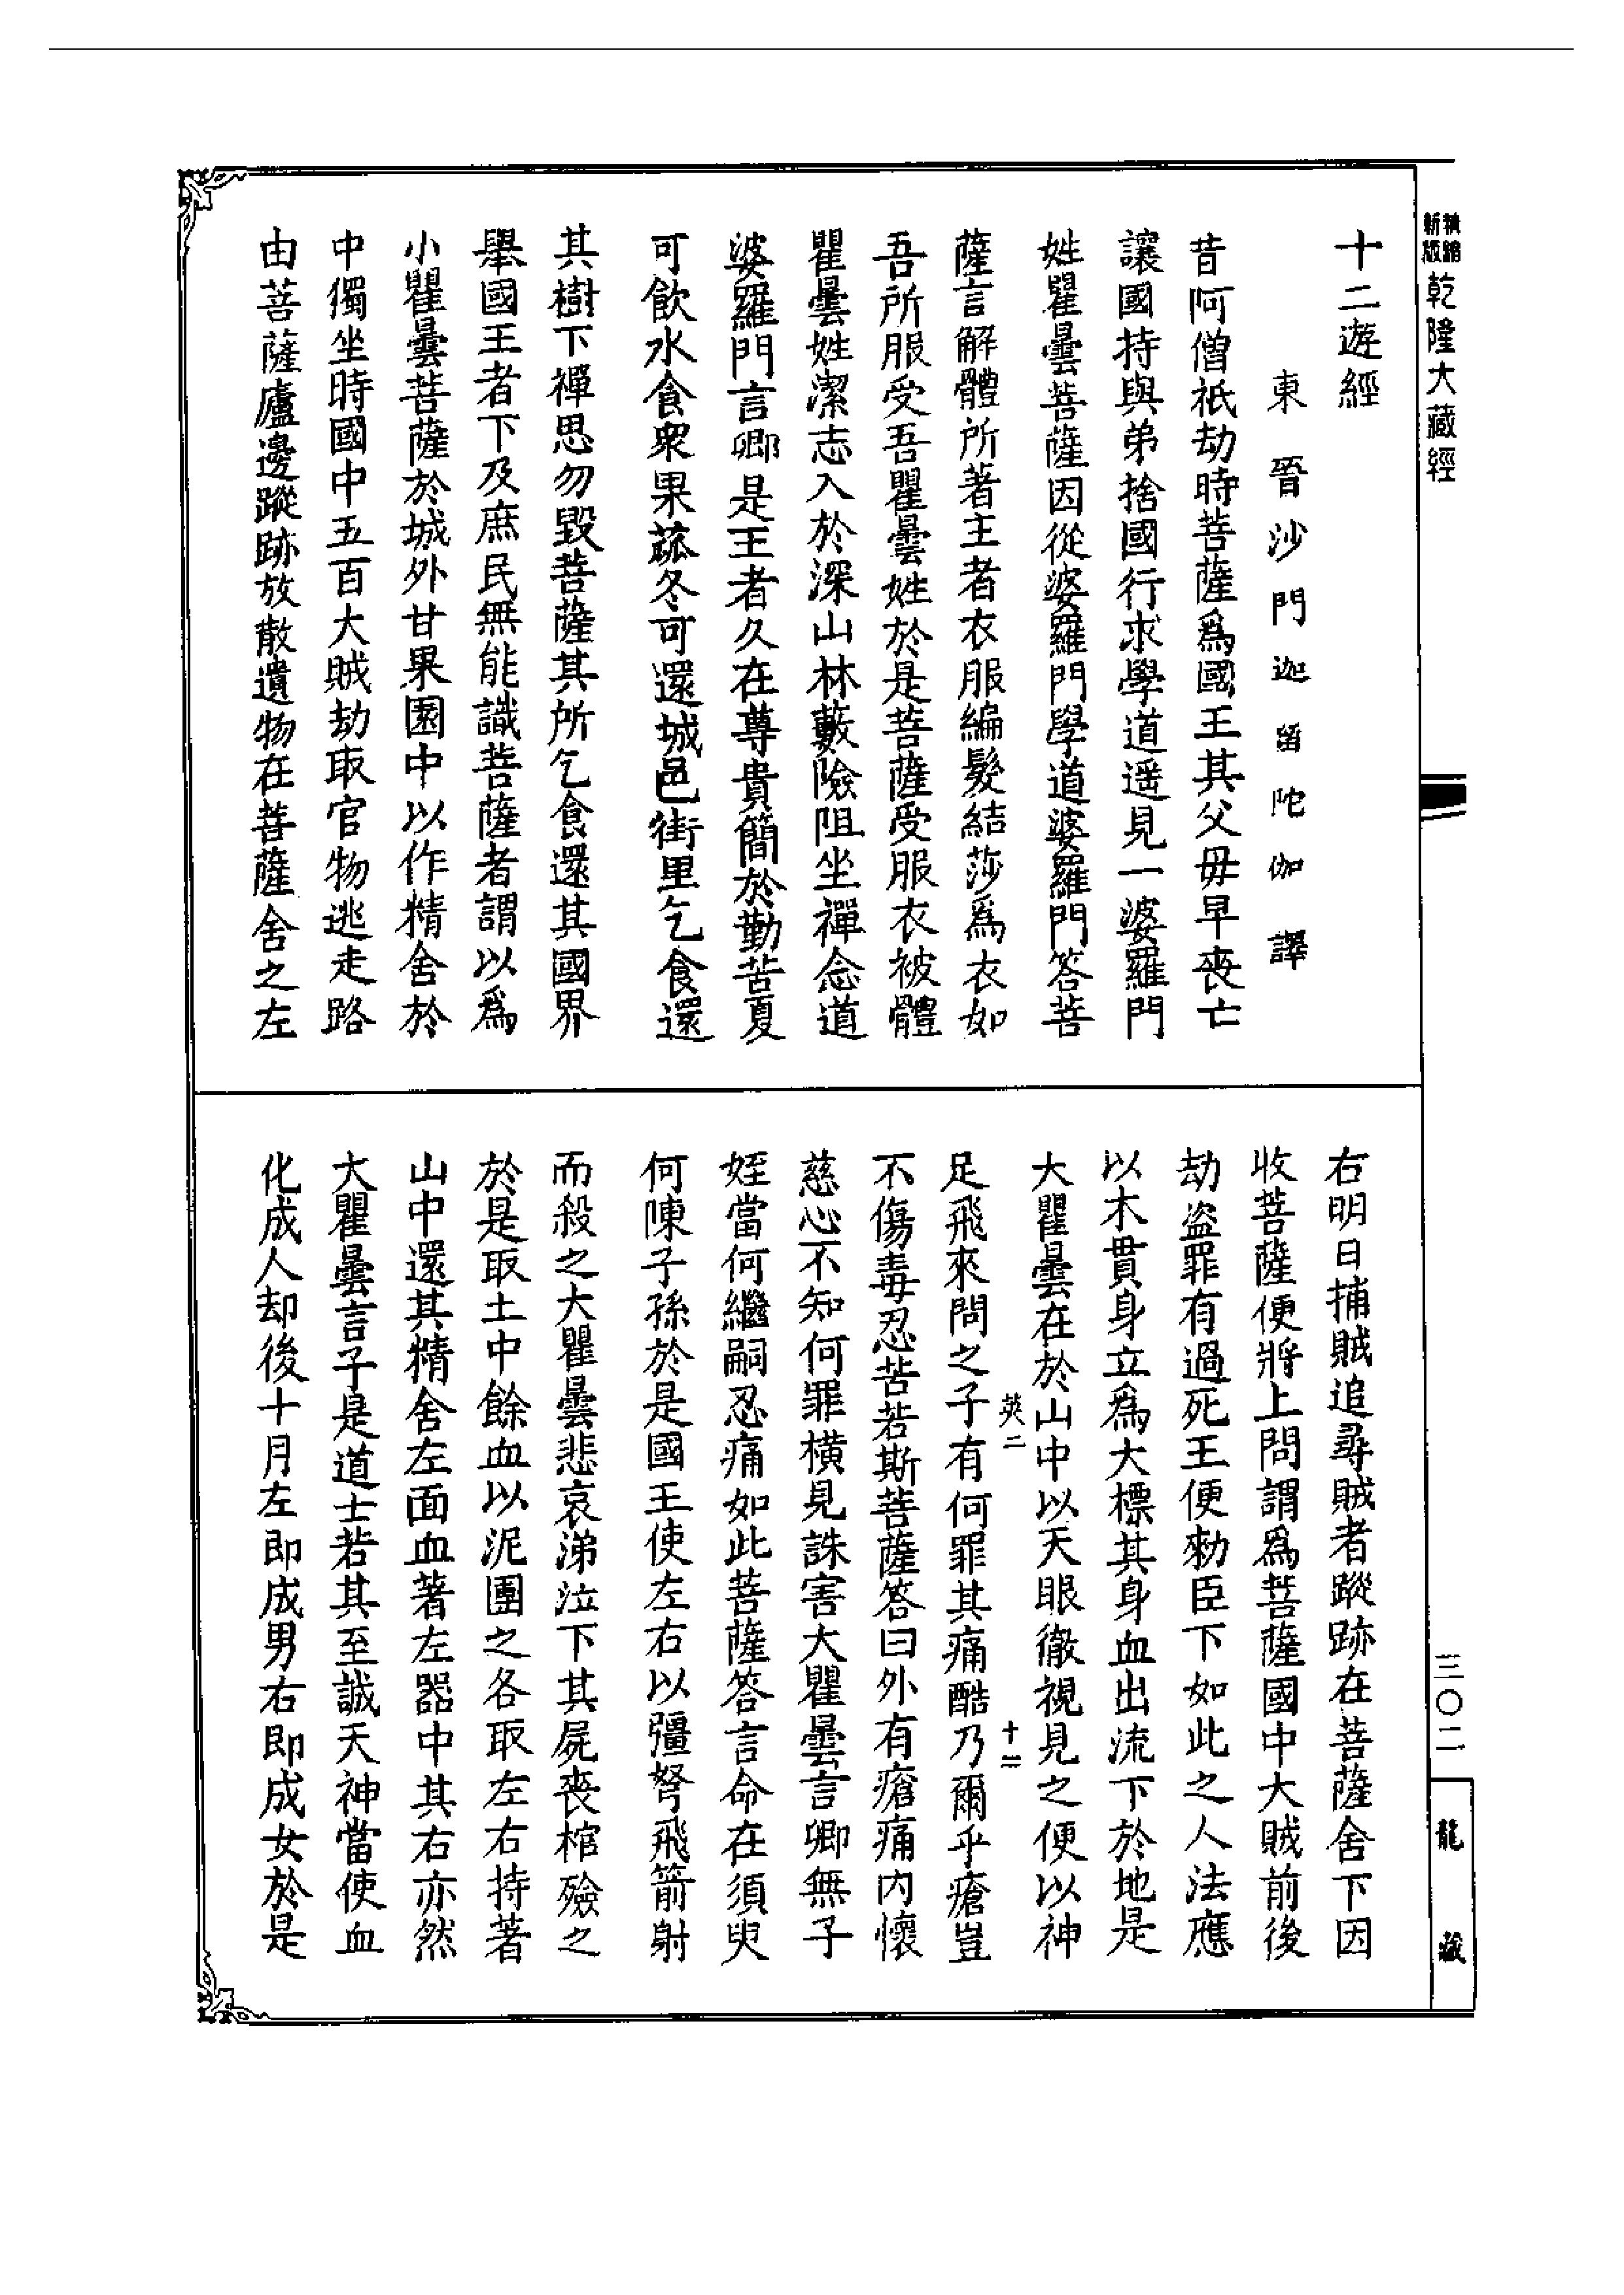 精縮新版
乾隆大藏經
十二遊經
東晉沙門迦留陀伽譯
昔阿僧祇劫時菩薩爲國王其父母早喪亡
讓國持與弟捨國行求學道遥見一婆羅門
姓瞿曇菩薩因從婆羅門學道婆羅門答菩
薩言解體所著王者衣服編髮結莎爲衣如
吾所服受吾瞿曇姓於是菩薩受服衣被體
瞿曇姓潔志入於深山林藪險阻坐禪念道
婆羅門言卿是王者久在尊貴簡於勤苦夏
可飲水食衆果蓏冬可還城邑街里乞食還
其樹下禪思勿毀菩薩其所乞食還其國界
舉國王者下及庶民無能識菩薩者謂以爲
小瞿曇菩薩於城外甘果園中以作精舍於
中獨坐時國中五百大賊劫取官物逃走路
由菩薩廬邊蹤跡放散遺物在菩薩舍之左
右明日捕賊追尋賊者蹤跡在菩薩舍下因
收菩薩便將上問謂爲菩薩國中大賊前後
劫盜罪有過死王便勑臣下如此之人法應
以木貫身立爲大標其身血出流下於地是
大瞿曇在於山中以天眼徹視見之便以神
英二
十二
足飛來問之子有何罪其痛酷乃爾乎瘡豈
不傷毒忍苦若斯菩薩答曰外有瘡痛內懷
慈心不知何罪橫見誅害大瞿曇言卿無子
姪當何繼嗣忍痛如此菩薩答言命在須臾
何陳子孫於是國王使左右以彊弩飛箭射
而殺之大瞿曇悲哀涕泣下其屍喪棺殮之
於是取土中餘血以泥團之各取左右持著
山中還其精舍左面血著左器中其右亦然
大瞿曇言子是道士若其至誠天神當使血
化成人却後十月左即成男右即成女於是
三〇二
龍藏